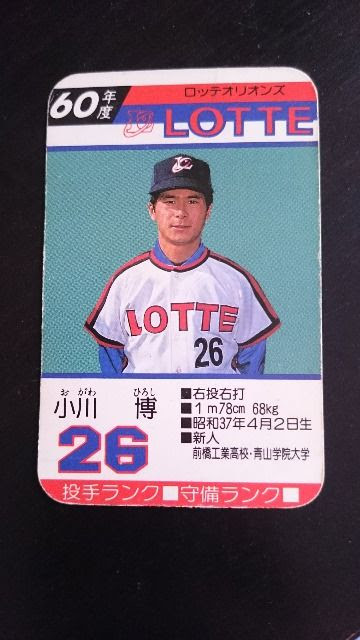 60年度
ロッテオリオンズ
LOTTE
LOTTE
26
おがわ ひろし
小川 博
26
■右投右打
■1m78cm 68kg
■昭和37年4月2日生
■新人
前橋工業高校・青山学院大学
投手ランク□守備ランク□